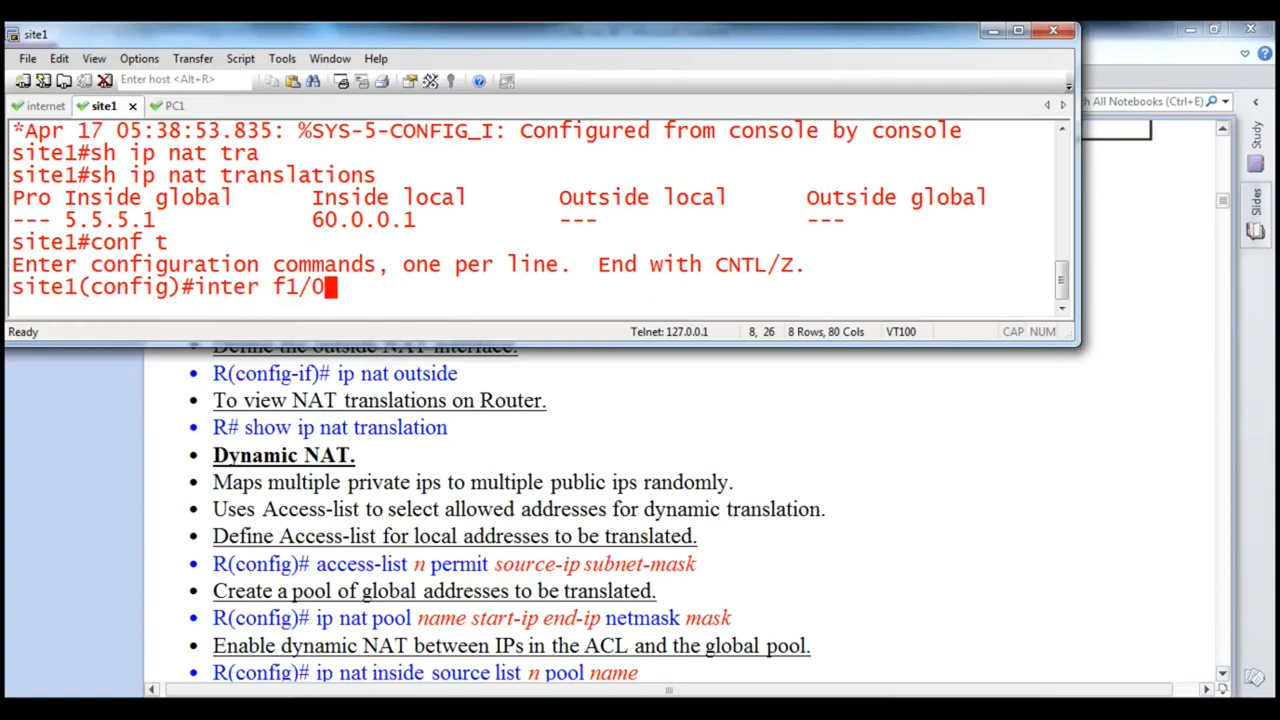 site1
File Edit View Options Transfer Script Tools Window Help
Enter host <Alt+R>
internet site1 PC1
ch All Notebooks (Ctrl+E)
*Apr 17 05:38:53.835: %SYS-5-CONFIG_I: Configured from console by console
site1#sh ip nat tra
site1#sh ip nat translations
Pro Inside global Inside local Outside local Outside global
--- 5.5.5.1 60.0.0.1 --- ---
site1#conf t
Enter configuration commands, one per line. End with CNTL/Z.
site1(config)#inter f1/0
Ready Telnet: 127.0.0.1 8, 26 8 Rows, 80 Cols VT100 CAP NUM
Study
Slides
Define the outside NAT interface.
• R(config-if)# ip nat outside
• To view NAT translations on Router.
• R# show ip nat translation
• Dynamic NAT.
• Maps multiple private ips to multiple public ips randomly.
• Uses Access-list to select allowed addresses for dynamic translation.
• Define Access-list for local addresses to be translated.
• R(config)# access-list n permit source-ip subnet-mask
• Create a pool of global addresses to be translated.
• R(config)# ip nat pool name start-ip end-ip netmask mask
• Enable dynamic NAT between IPs in the ACL and the global pool.
• R(config)# ip nat inside source list n pool name